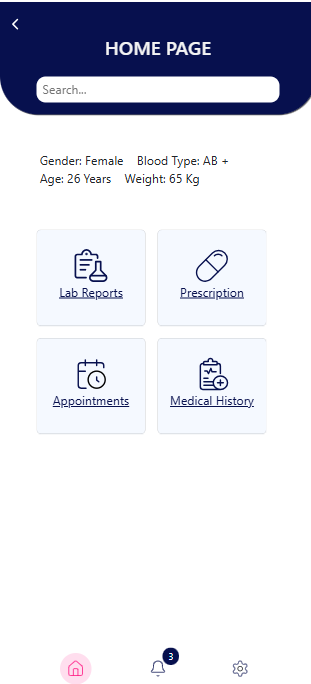 HOME PAGE
Search...
Gender: Female Blood Type: AB +
Age: 26 Years Weight: 65 Kg
Lab Reports Prescription
Appointments Medical History
3